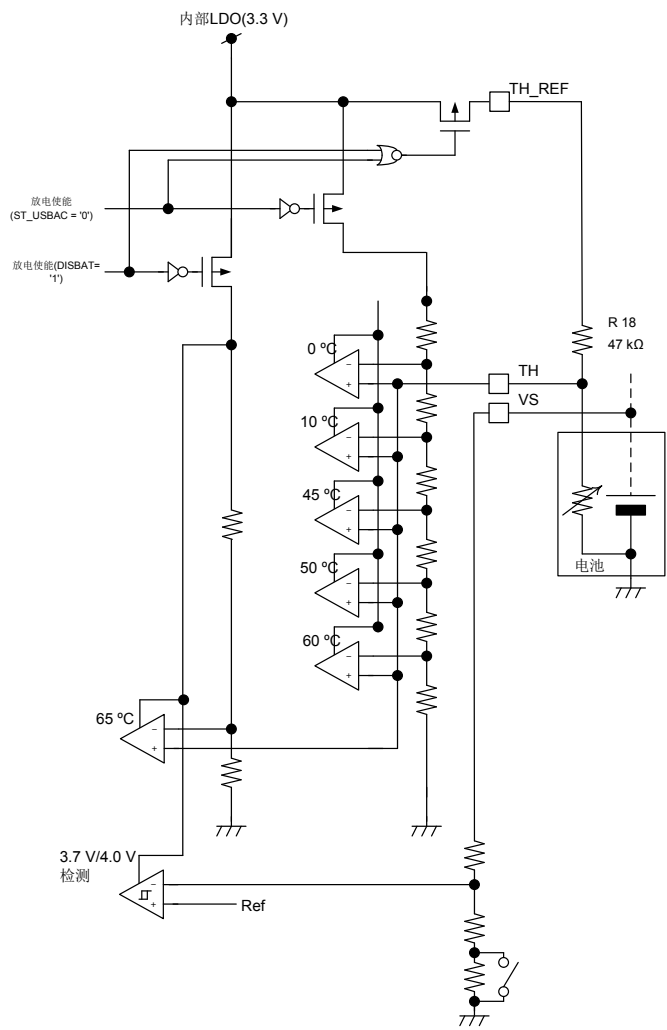 内部LDO(3.3 V)
TH_REF
放电使能
(ST_USBAC = '0')
放电使能(DISBAT=
'1')
R 18
47 kΩ
0 ºC
−
+
TH
VS
10 ºC
−
+
45 ºC
−
+
50 ºC
−
+
电池
60 ºC
−
+
65 ºC
−
+
3.7 V/4.0 V
检测
−
+
Ref